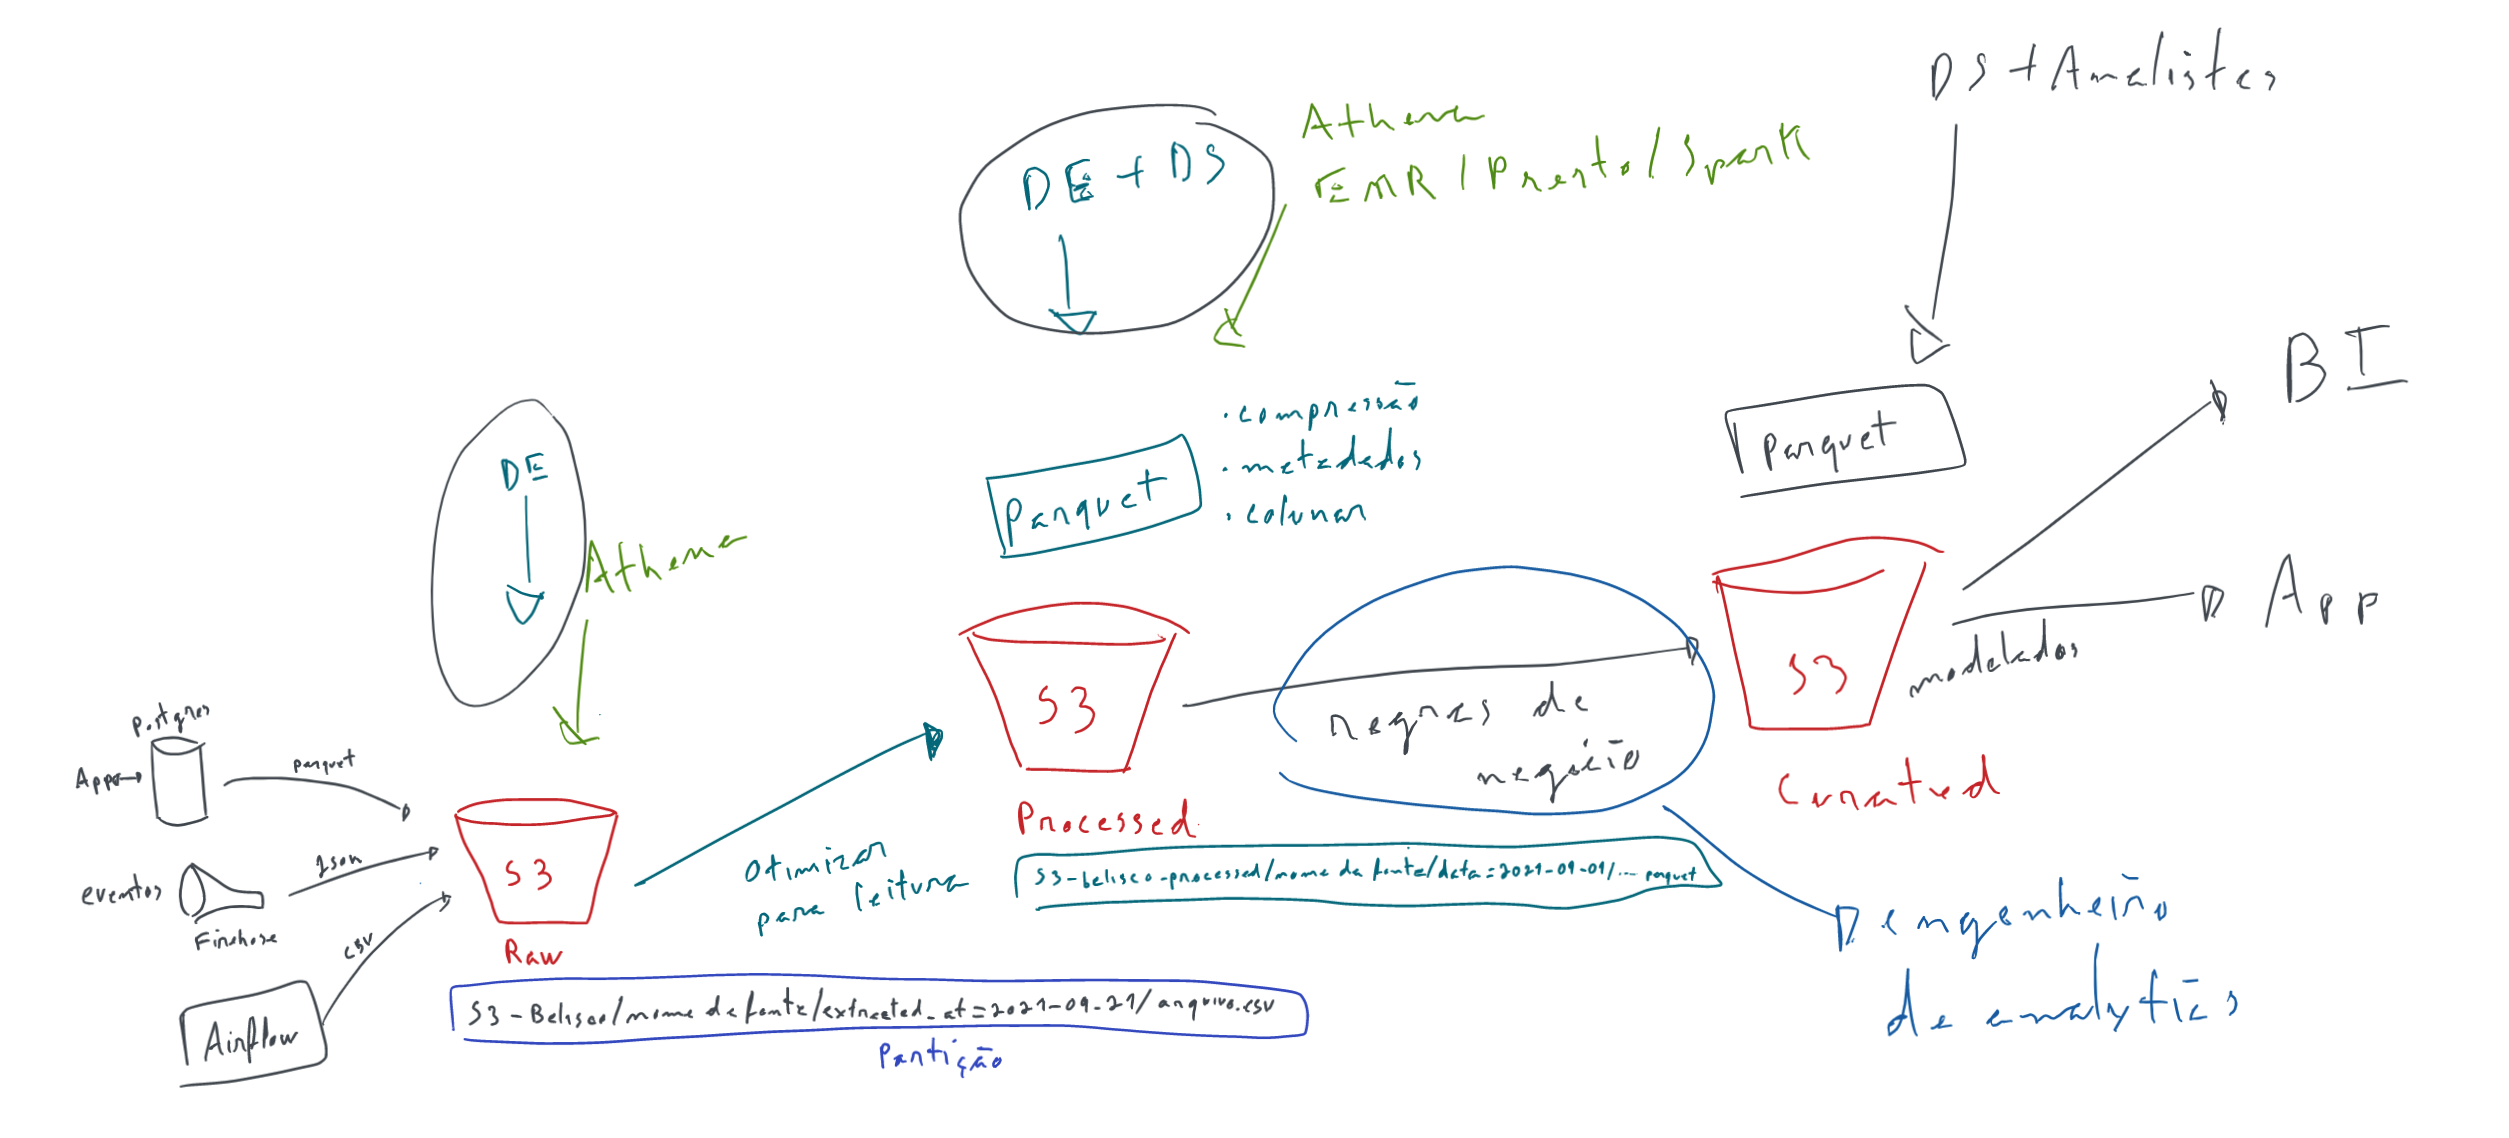 DS + Analistas
Athena
EMR / Presto / Spark
DE + DS
BI
• compressão
• metadados
• colunar
Parquet
Parquet
DE
Athena
App
modelados
S3
S3
regras de
negócio
Curated
Processed
postgres
App
parquet
json
eventos
Firehose
csv
Airflow
S3
Raw
Otimizar
para leitura
S3-belisco-processed/nome da fonte/data=2021-09-01/... parquet
engenheiro
de analytics
S3-Belisco/nome da fonte/extracted_at=2021-09-21/arquivo.csv
Partição